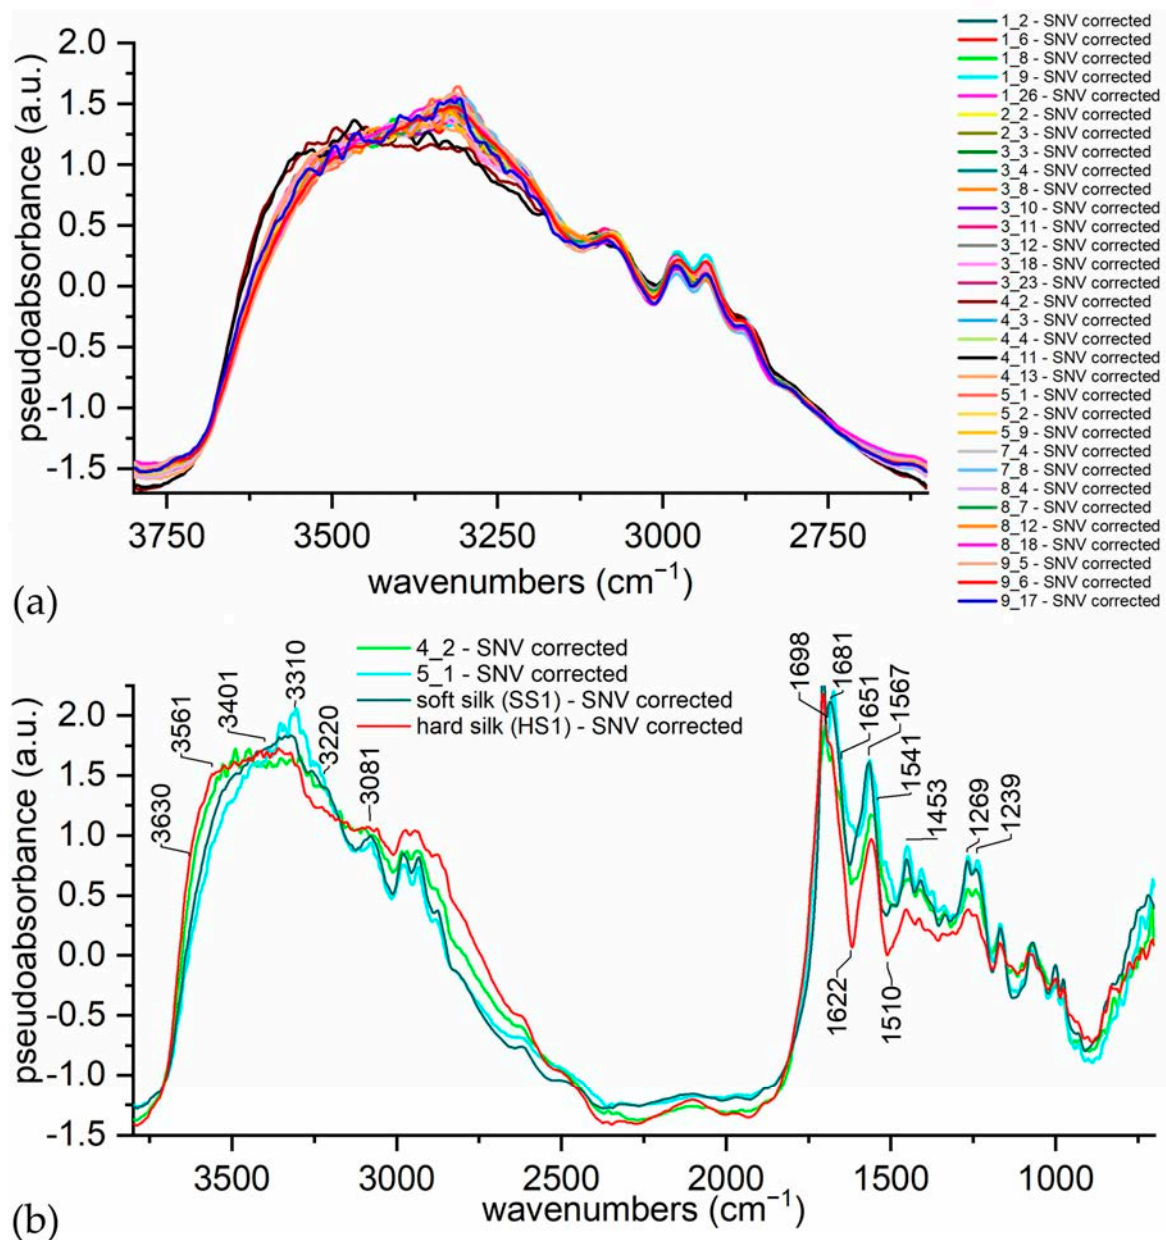 2.0
1.5
1.0
0.5
0.0
-0.5
-1.0
-1.5
pseudoabsorbance (a.u.)
3750 3500 3250 3000 2750
wavenumbers (cm⁻¹)
(a)
1_2 - SNV corrected
1_6 - SNV corrected
1_8 - SNV corrected
1_9 - SNV corrected
1_26 - SNV corrected
2_2 - SNV corrected
2_3 - SNV corrected
3_3 - SNV corrected
3_4 - SNV corrected
3_8 - SNV corrected
3_10 - SNV corrected
3_11 - SNV corrected
3_12 - SNV corrected
3_18 - SNV corrected
3_23 - SNV corrected
4_2 - SNV corrected
4_3 - SNV corrected
4_4 - SNV corrected
4_11 - SNV corrected
4_13 - SNV corrected
5_1 - SNV corrected
5_2 - SNV corrected
5_9 - SNV corrected
7_4 - SNV corrected
7_8 - SNV corrected
8_4 - SNV corrected
8_7 - SNV corrected
8_12 - SNV corrected
8_18 - SNV corrected
9_5 - SNV corrected
9_6 - SNV corrected
9_17 - SNV corrected
4_2 - SNV corrected
5_1 - SNV corrected
soft silk (SS1) - SNV corrected
hard silk (HS1) - SNV corrected
3630
3561
3401
3310
3220
3081
1698
1681
1651
1567
1541
1453
1269
1239
1622
1510
2.0
1.5
1.0
0.5
0.0
-0.5
-1.0
-1.5
pseudoabsorbance (a.u.)
3500 3000 2500 2000 1500 1000
wavenumbers (cm⁻¹)
(b)